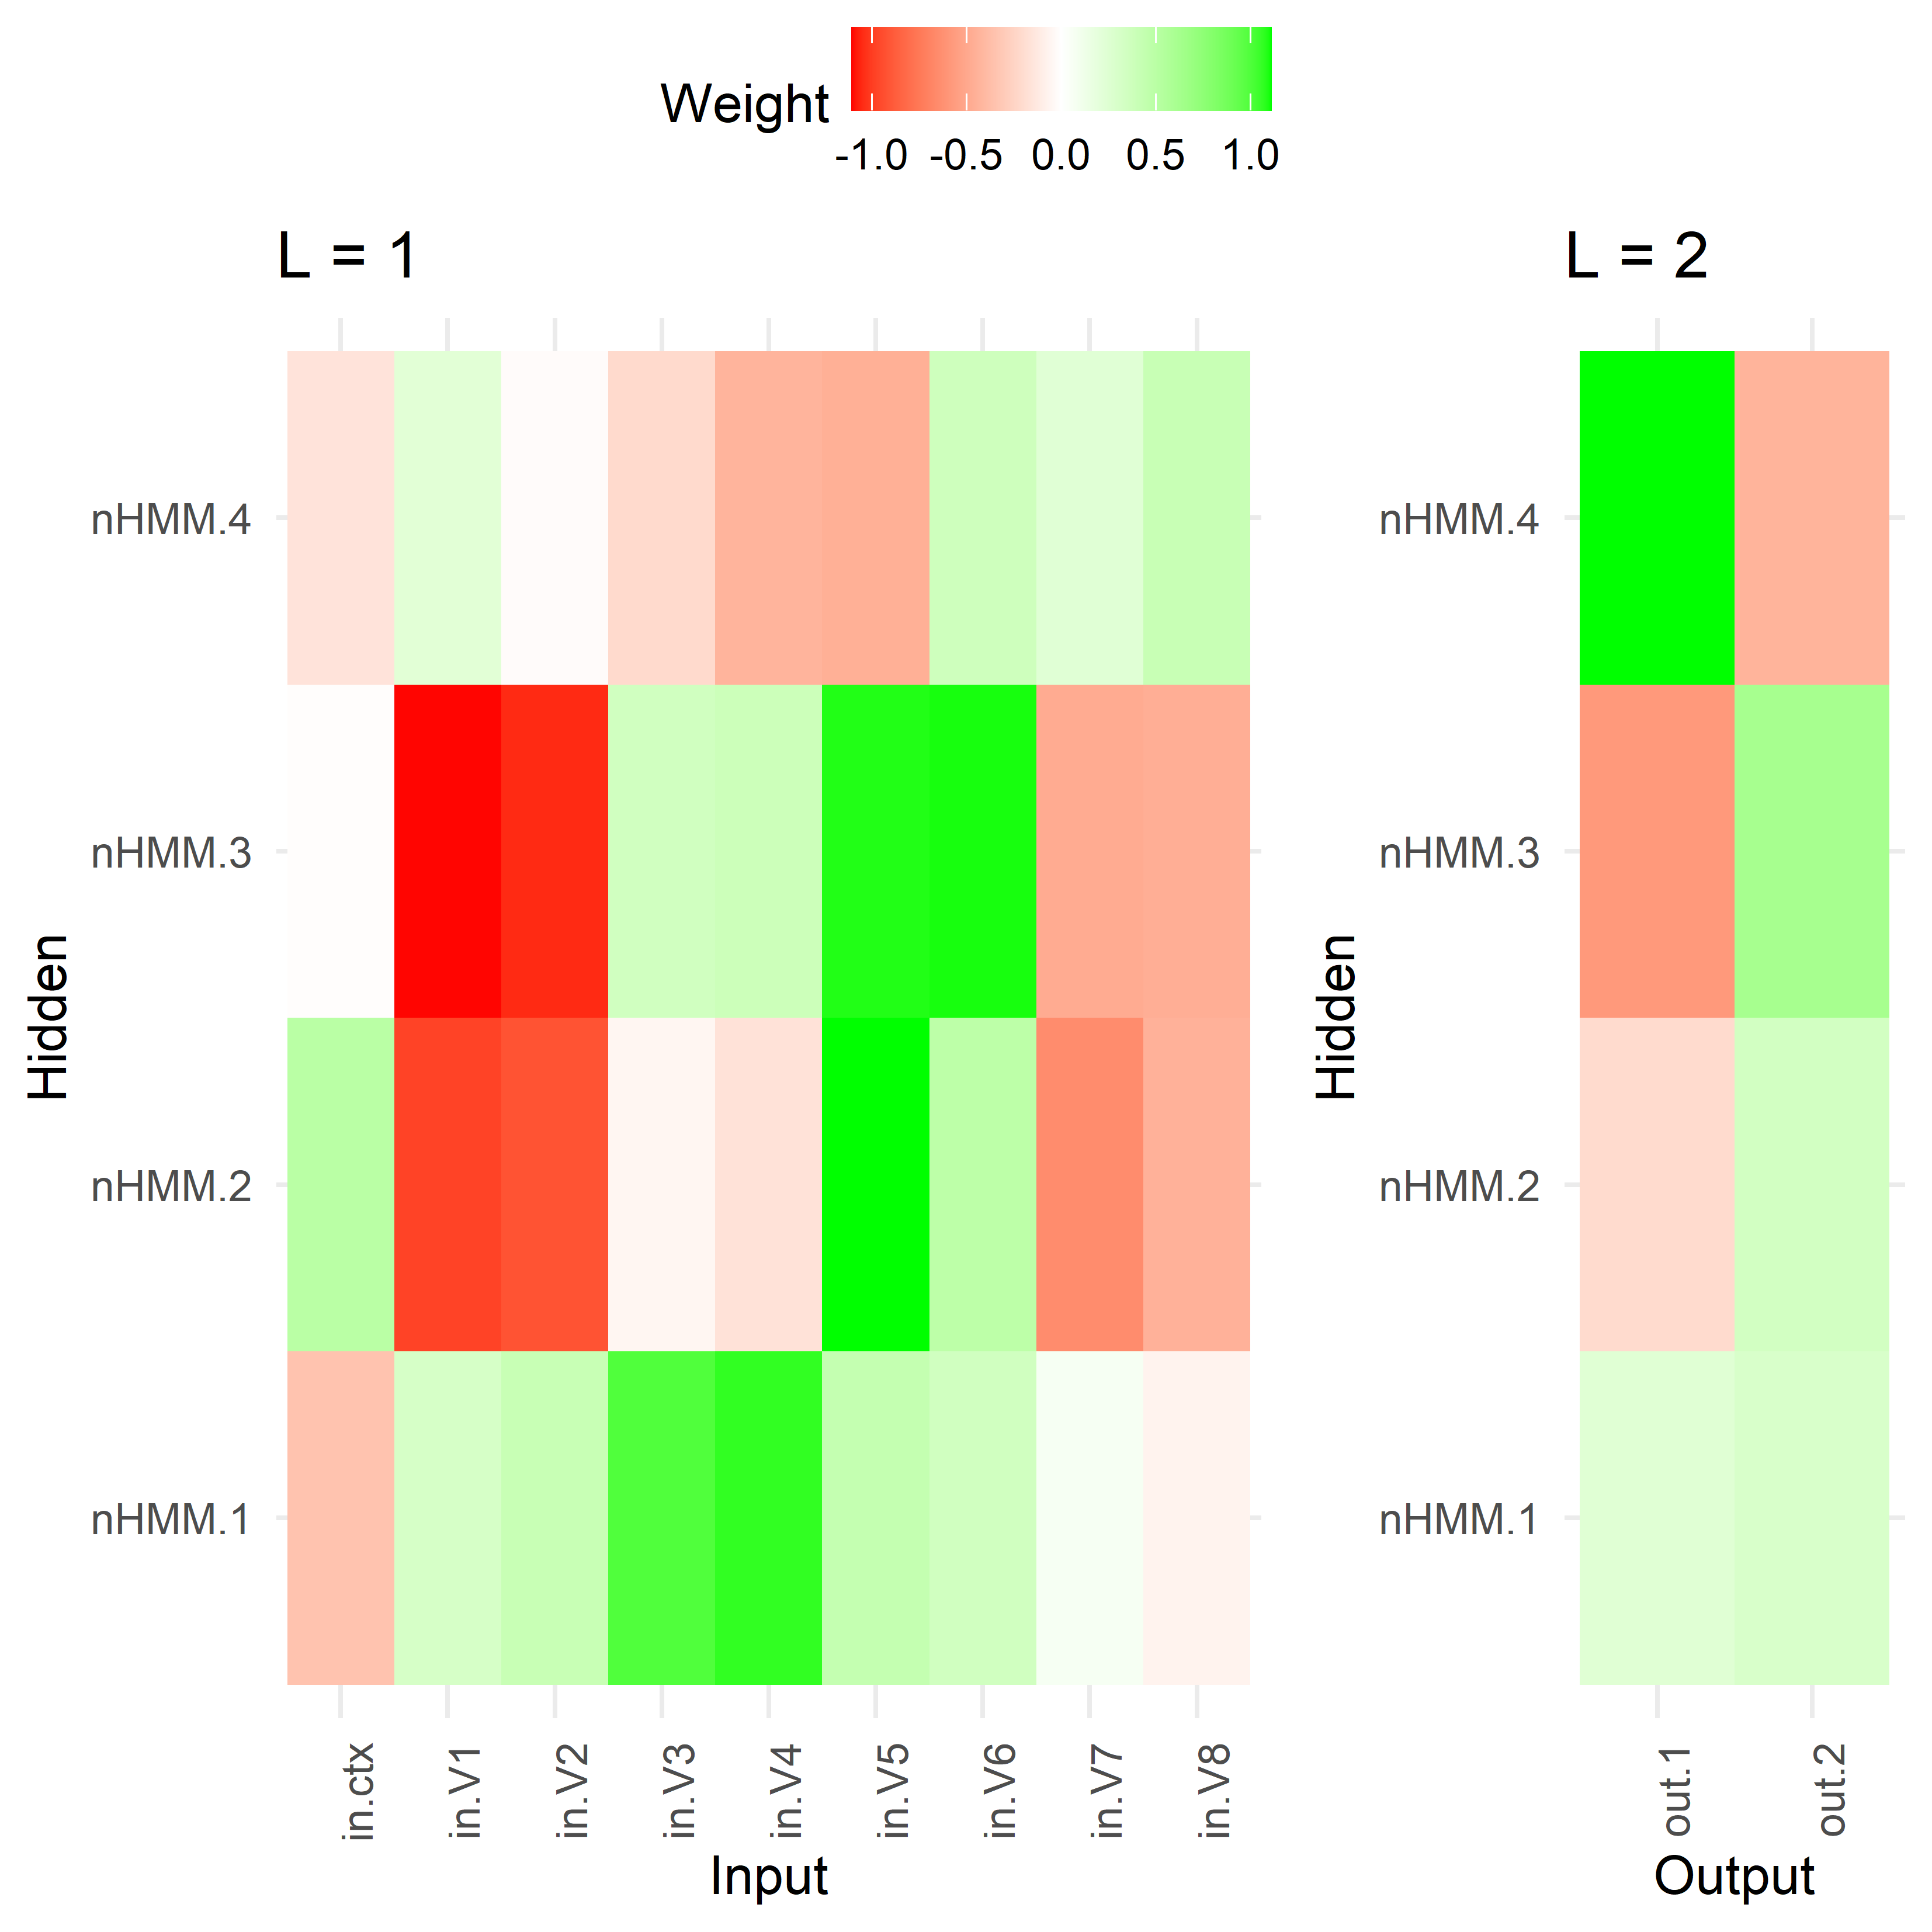 Weight
-1.0 -0.5 0.0 0.5 1.0
L = 1
L = 2
Hidden
nHMM.4
nHMM.3
nHMM.2
nHMM.1
in.ctx in.V1 in.V2 in.V3 in.V4 in.V5 in.V6 in.V7 in.V8
Input
Hidden
nHMM.4
nHMM.3
nHMM.2
nHMM.1
out.1 out.2
Output